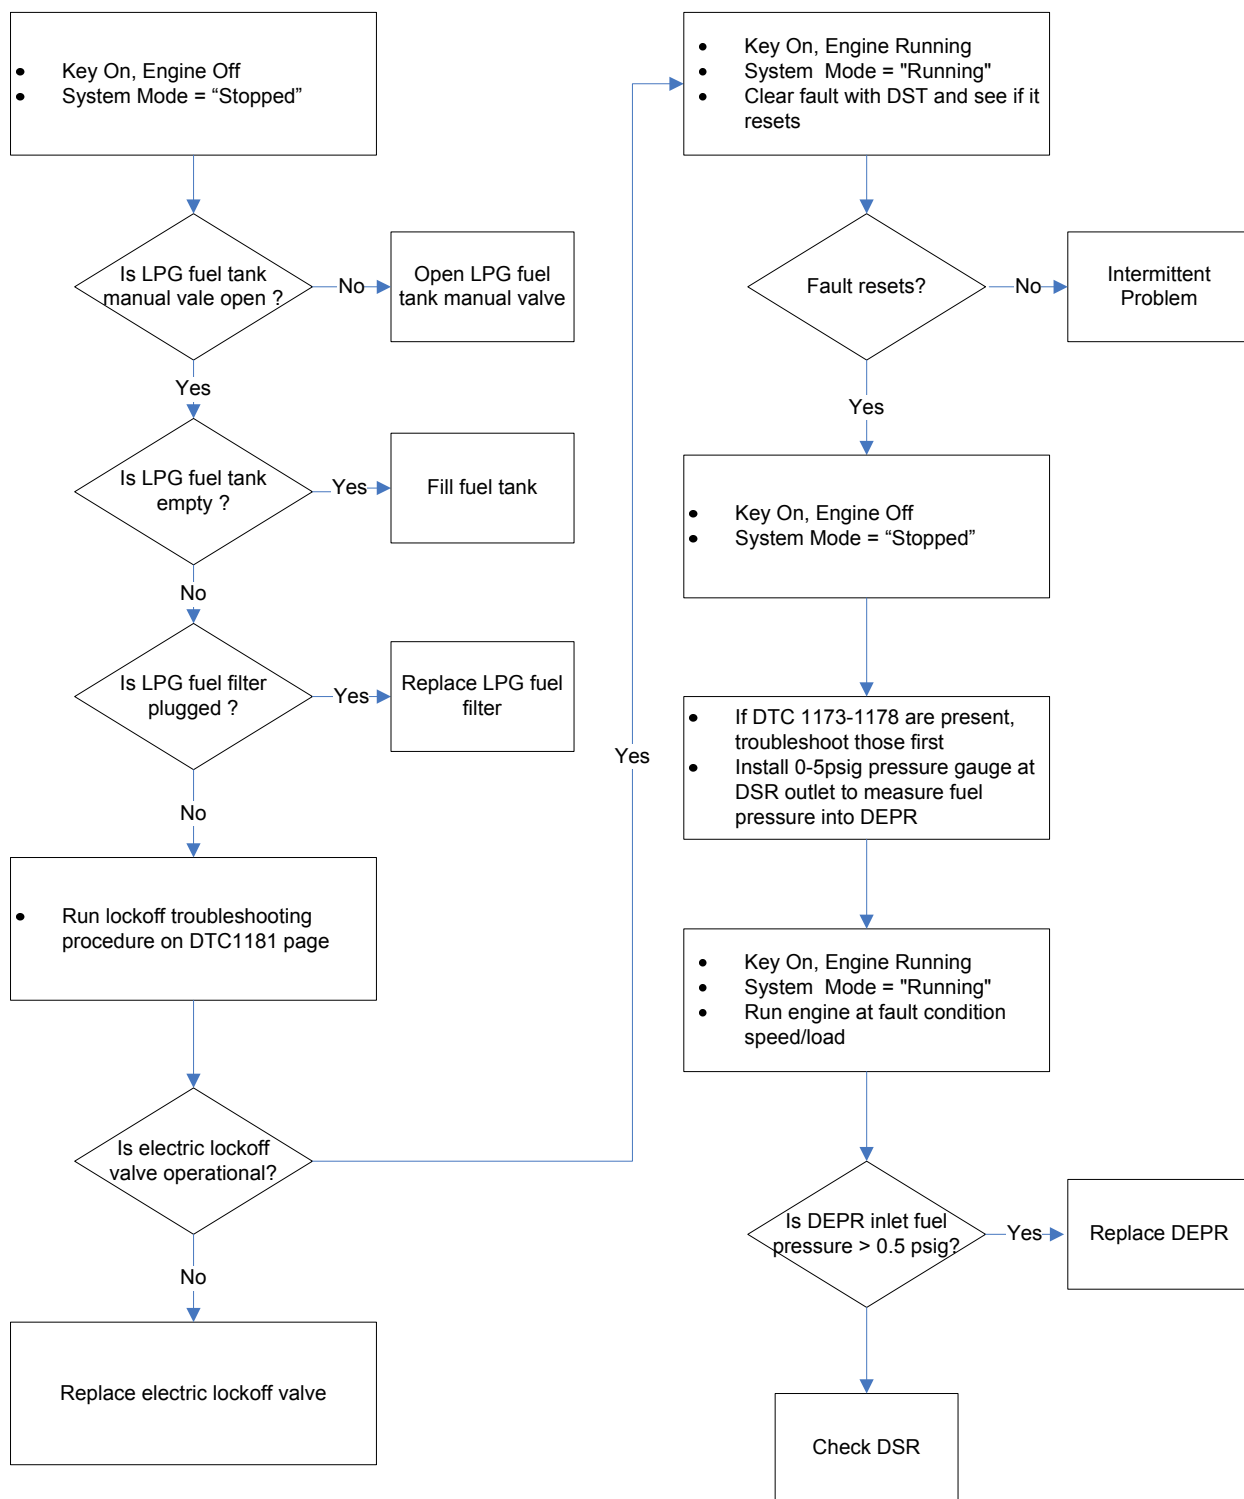 • Key On, Engine Off
• System Mode = “Stopped”
Is LPG fuel tank
manual vale open ?
No
Open LPG fuel
tank manual valve
Yes
Is LPG fuel tank
empty ?
Yes
Fill fuel tank
No
Is LPG fuel filter
plugged ?
Yes
Replace LPG fuel
filter
No
• Run lockoff troubleshooting
procedure on DTC1181 page
Is electric lockoff
valve operational?
Yes
No
Replace electric lockoff valve
• Key On, Engine Running
• System  Mode = "Running"
• Clear fault with DST and see if it
resets
Fault resets?
No
Intermittent
Problem
Yes
• Key On, Engine Off
• System Mode = “Stopped”
• If DTC 1173-1178 are present,
troubleshoot those first
• Install 0-5psig pressure gauge at
DSR outlet to measure fuel
pressure into DEPR
• Key On, Engine Running
• System  Mode = "Running"
• Run engine at fault condition
speed/load
Is DEPR inlet fuel
pressure > 0.5 psig?
Yes
Replace DEPR
Check DSR